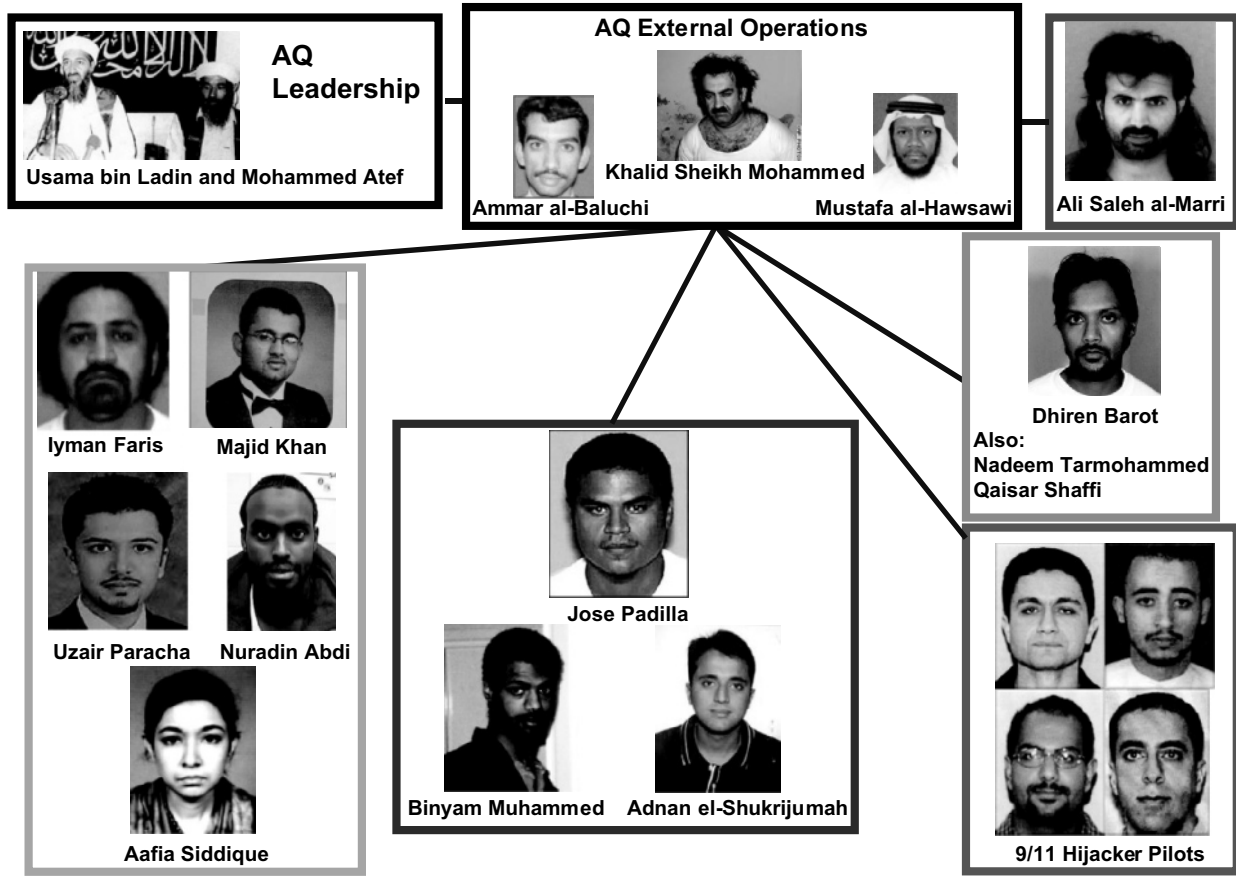 AQ
Leadership
Usama bin Ladin and Mohammed Atef
AQ External Operations
Khalid Sheikh Mohammed
Ammar al-Baluchi
Mustafa al-Hawsawi
Ali Saleh al-Marri
Iyman Faris
Majid Khan
Uzair Paracha
Nuradin Abdi
Aafia Siddique
Jose Padilla
Binyam Muhammed
Adnan el-Shukrijumah
Dhiren Barot
Also:
Nadeem Tarmohammed
Qaisar Shaffi
9/11 Hijacker Pilots